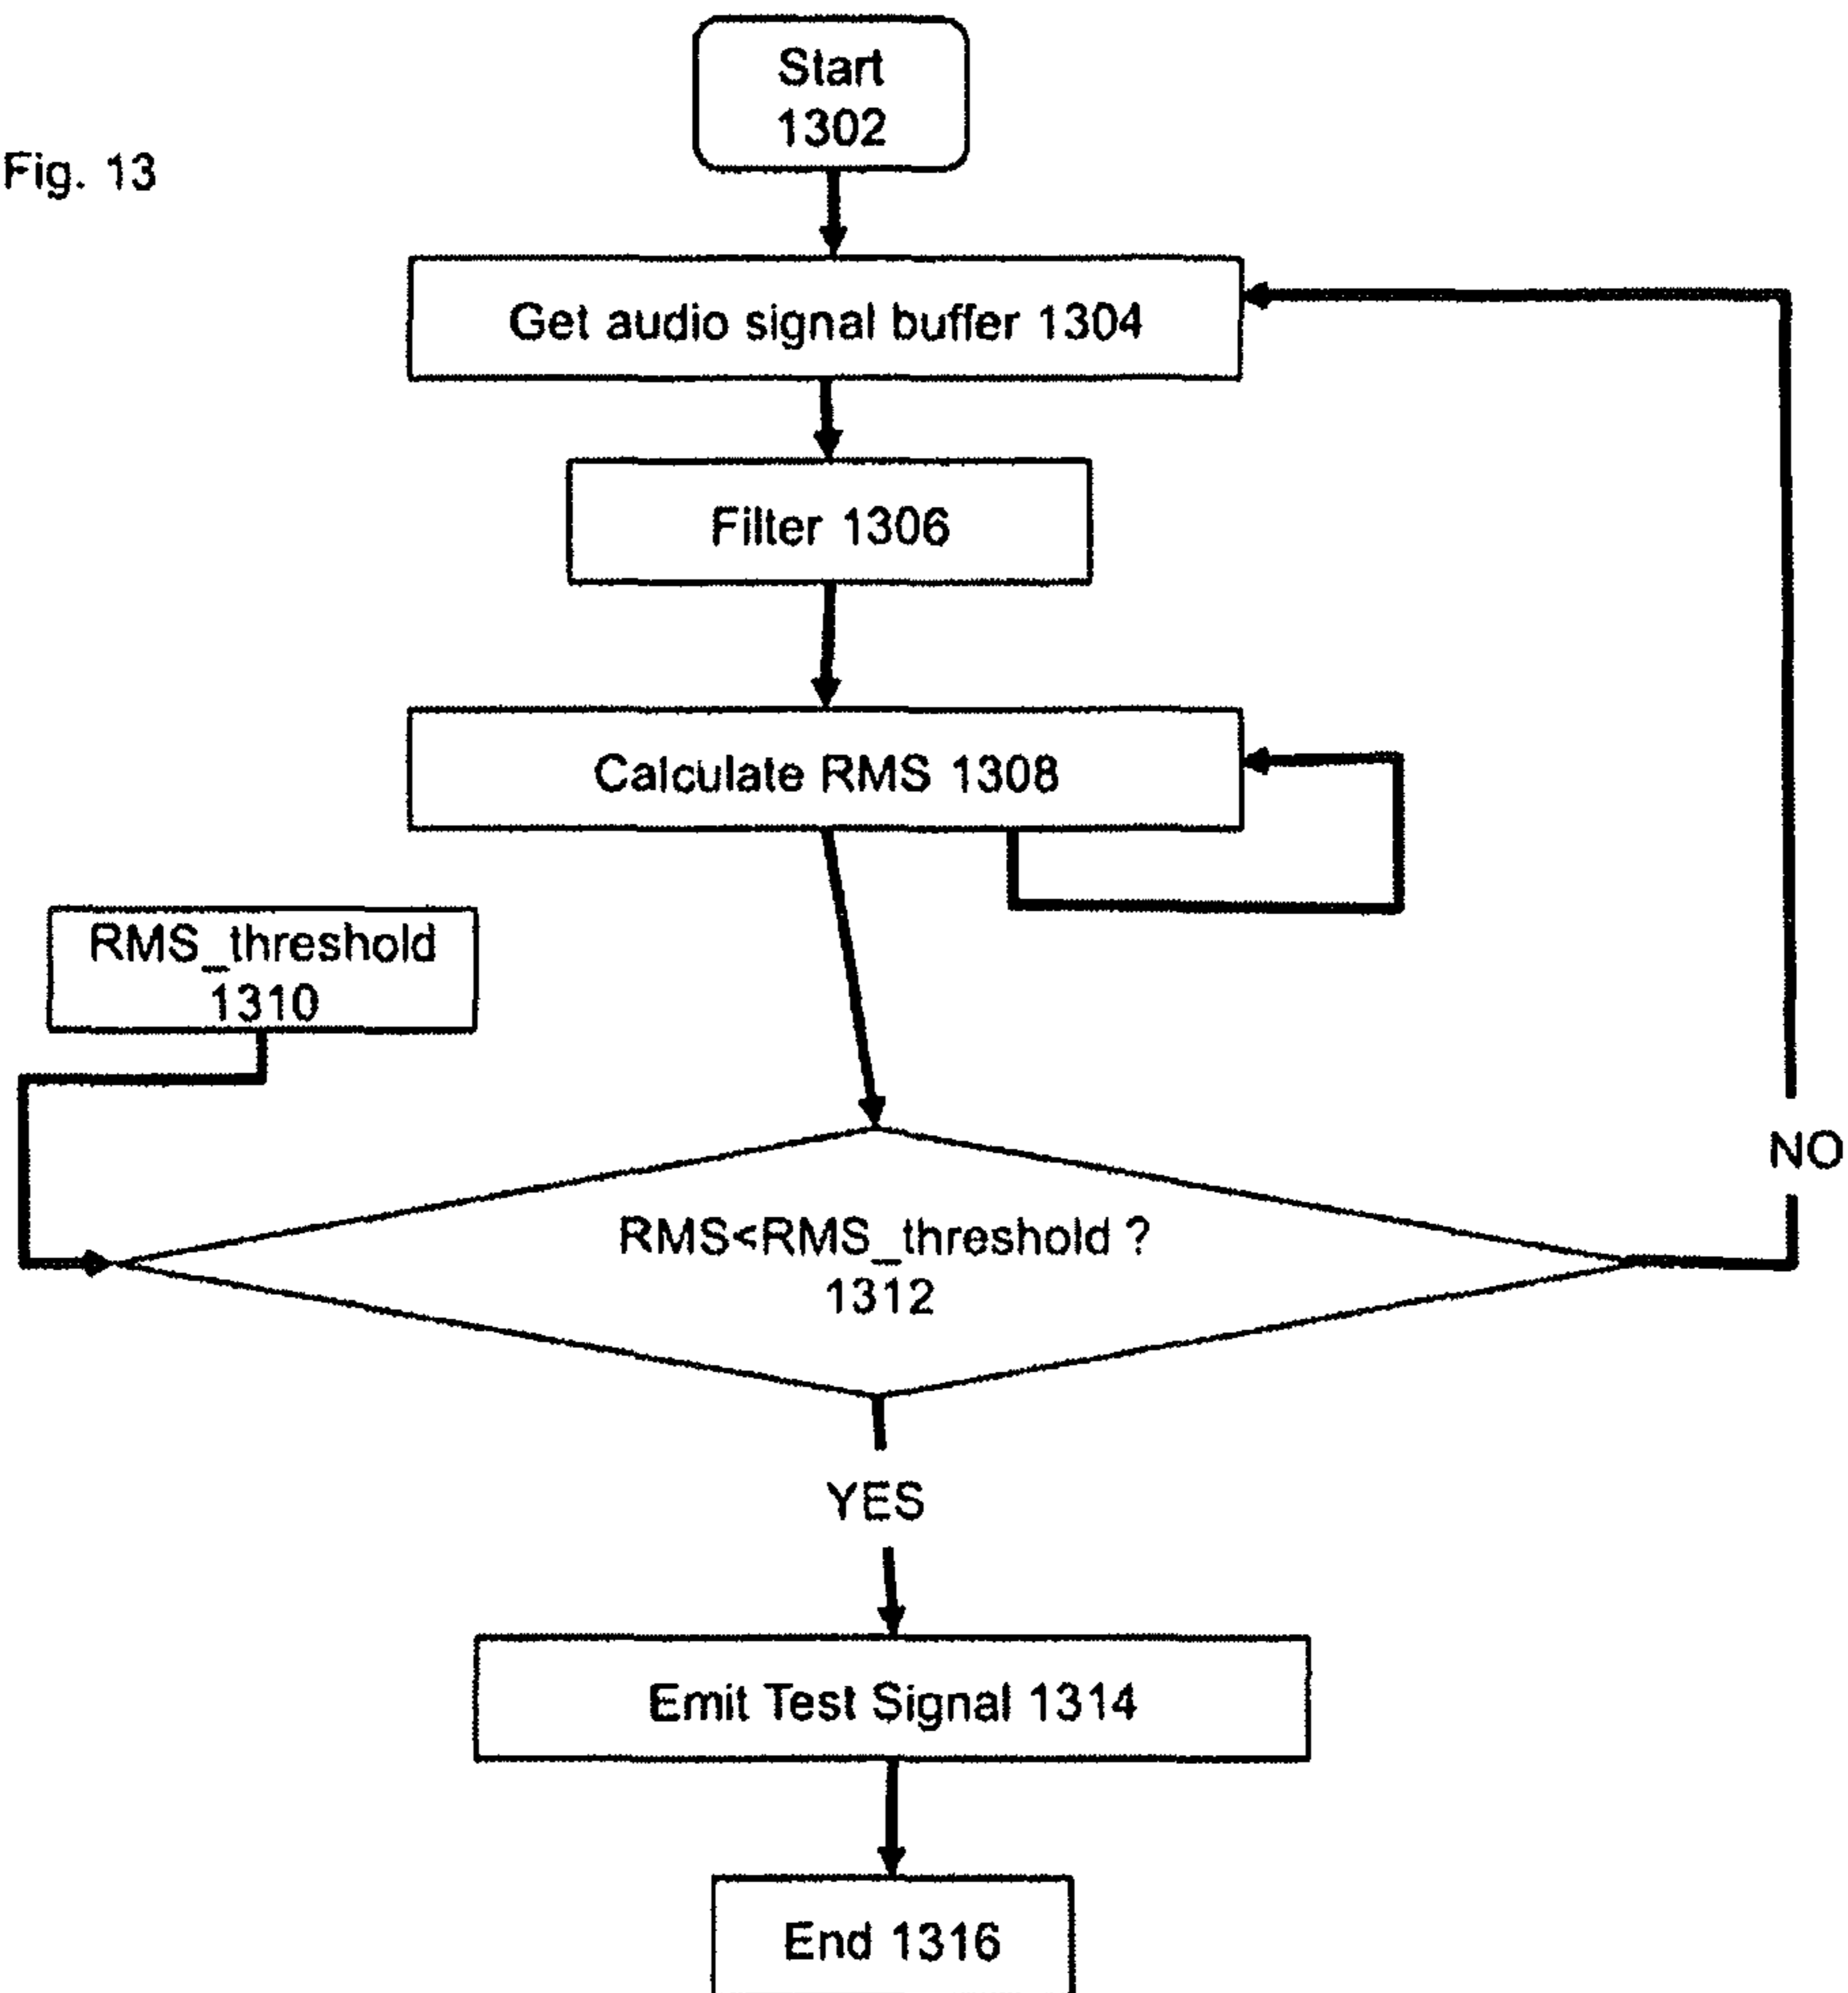 Start
1302
Fig. 13
Get audio signal buffer 1304
Filter 1306
Calculate RMS 1308
RMS_threshold
1310
NO
RMS<RMS_threshold ?
1312
YES
Emit Test Signal 1314
End 1316